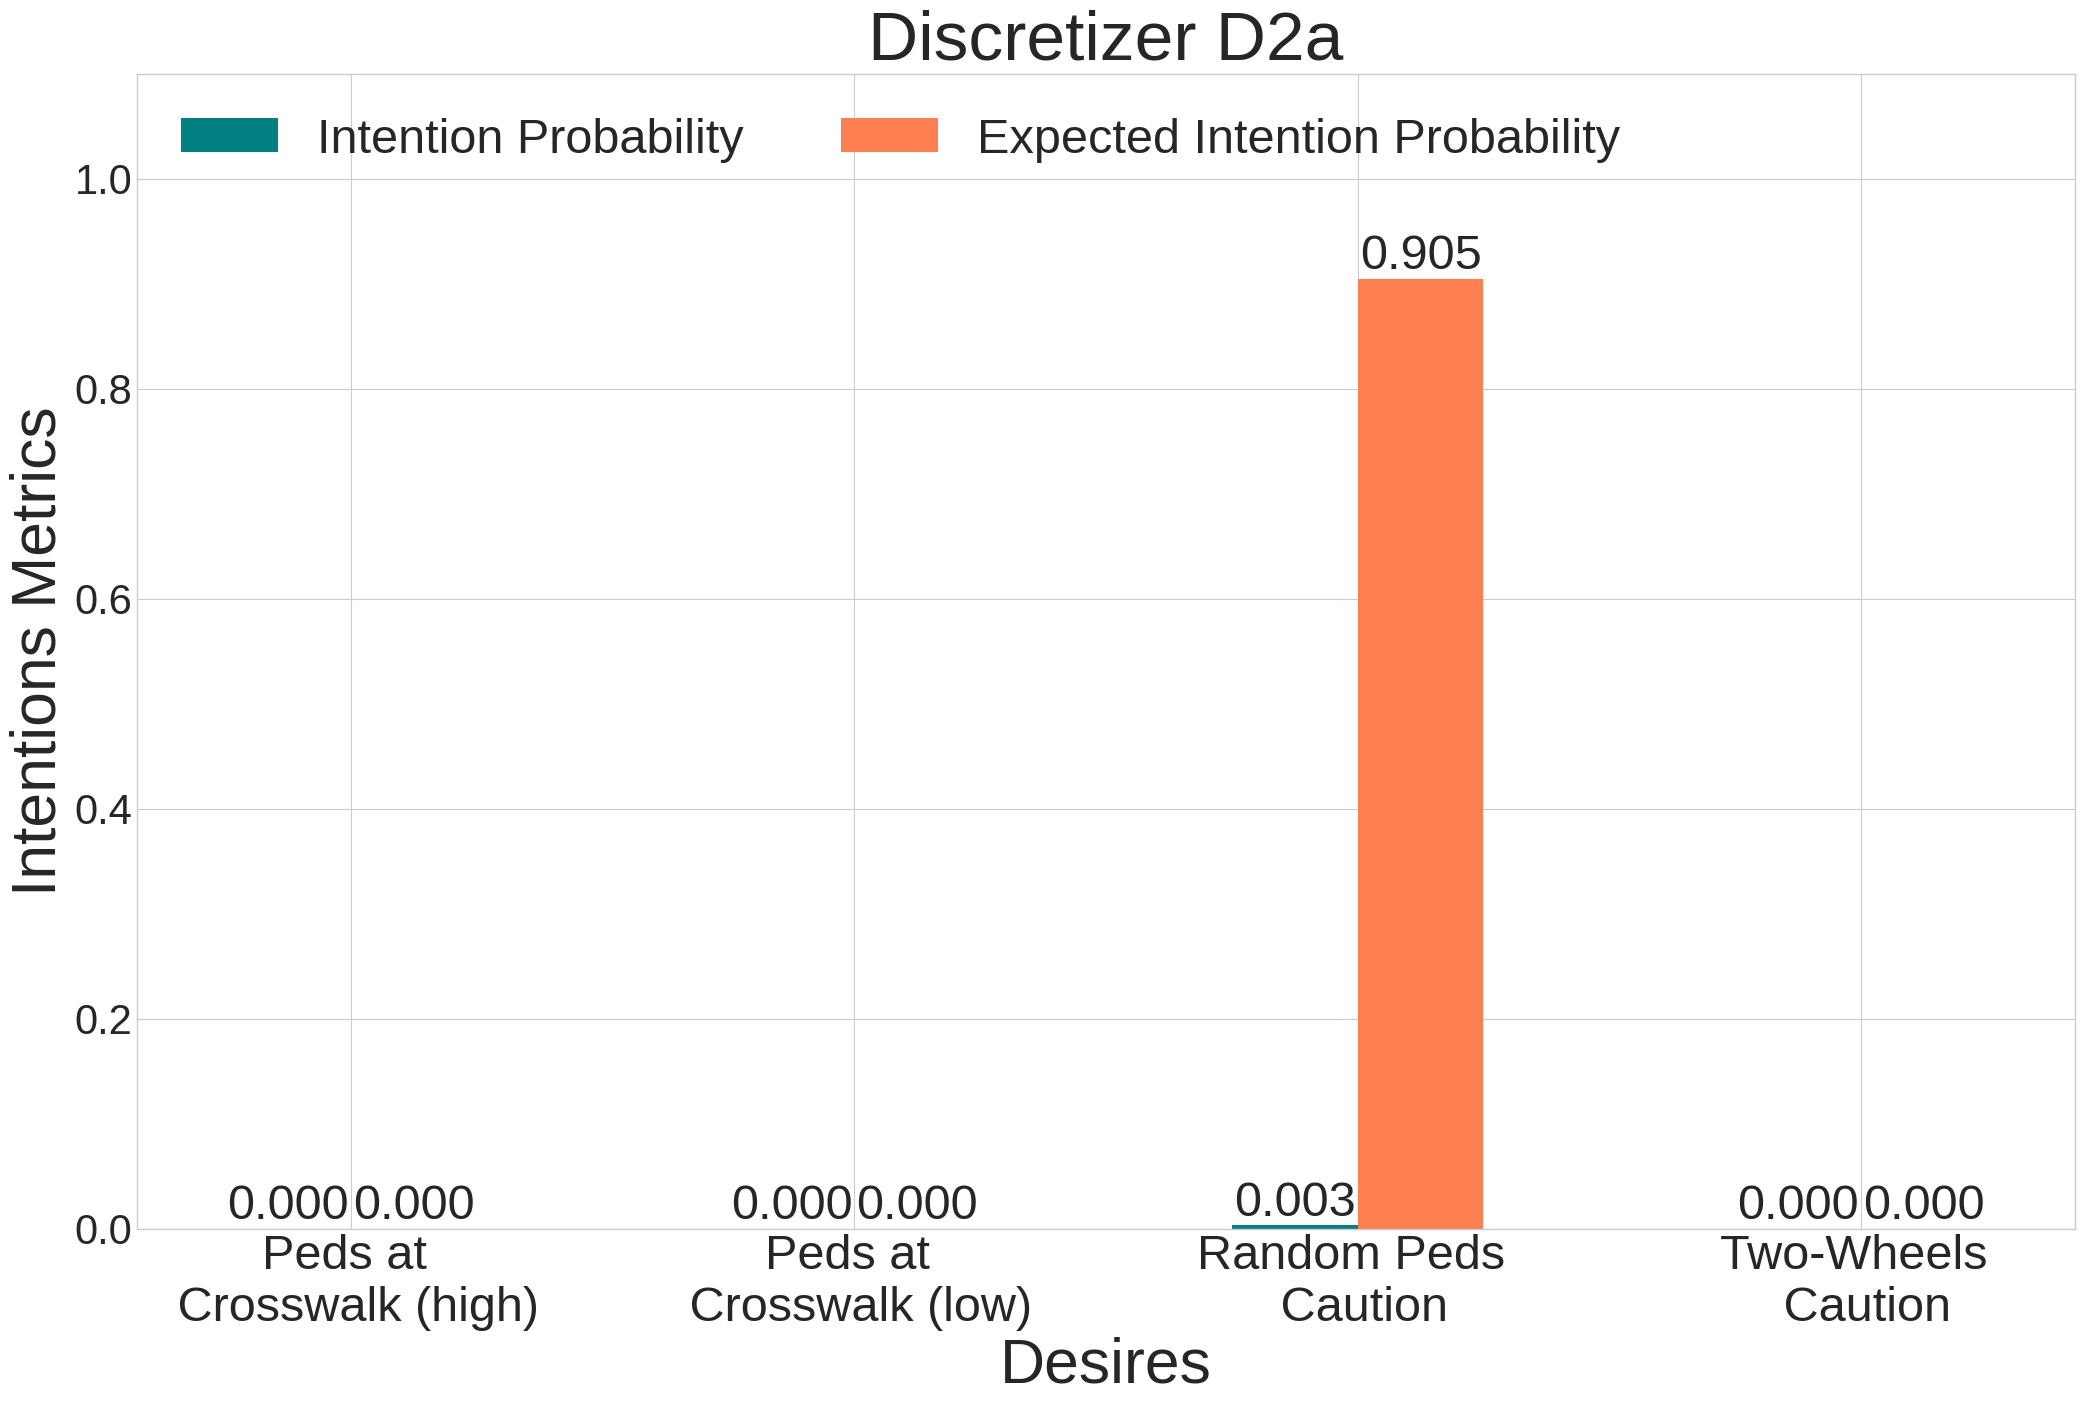 Discretizer D2a
Intention Probability
Expected Intention Probability
Intentions Metrics
1.0
0.8
0.6
0.4
0.2
0.0
0.905
0.000 0.000
0.000 0.000
0.003
0.000 0.000
Peds at
Crosswalk (high)
Peds at
Crosswalk (low)
Random Peds
Caution
Two-Wheels
Caution
Desires